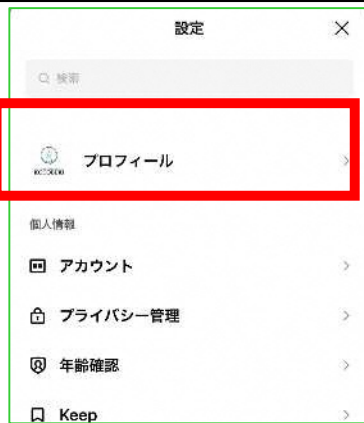 設定
検索
プロフィール
個人情報
アカウント
プライバシー管理
年齢確認
Keep